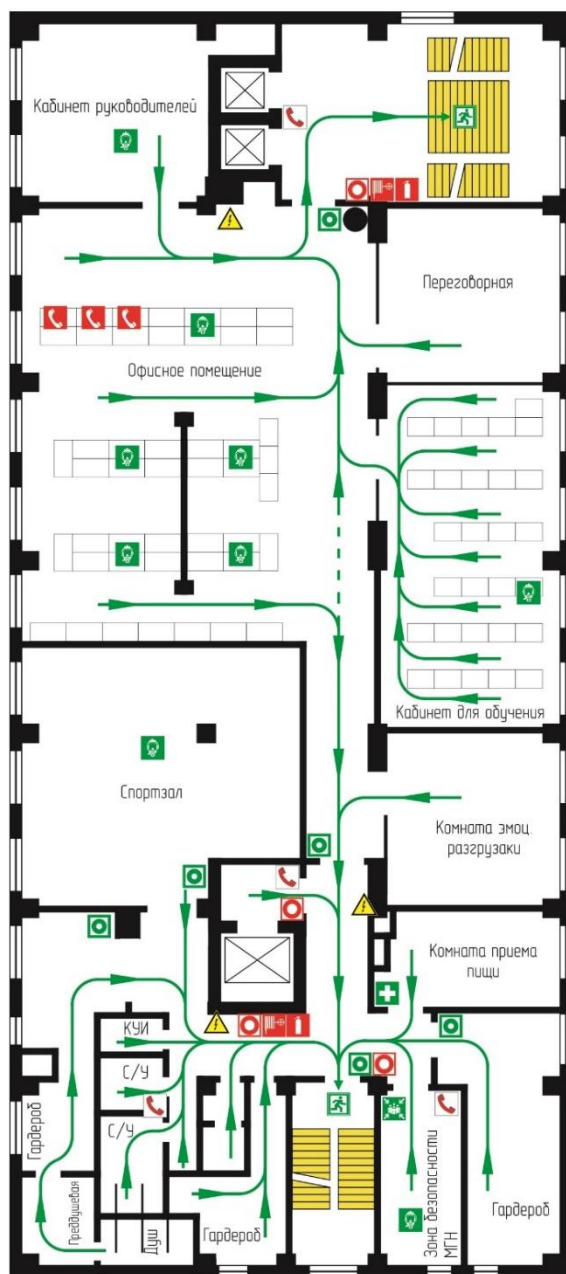 Кабинет руководителей
Переговорная
Офисное помещение
Кабинет для обучения
Спортзал
Комната эмоц.
разгрузаки
Комната приема
пищи
КУИ
С/У
С/У
Гардероб
Преддушевая
Душ
Гардероб
Зона безопасности
МГН
Гардероб